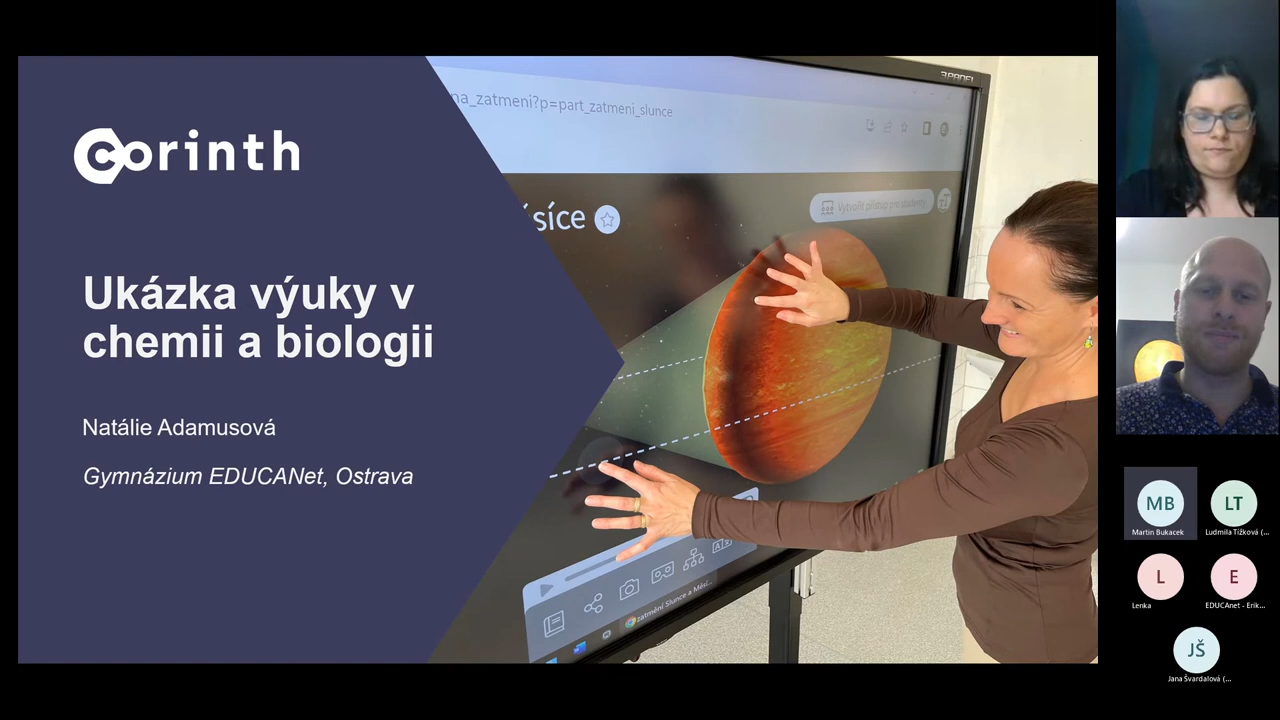 corinth
Ukázka výuky v
chemii a biologii
Natálie Adamusová
Gymnázium EDUCANet, Ostrava
na_zatmeni?p=part_zatmeni_slunce
Vytvořit přístup pro studenty
síce
zatmění Slunce a Měsí...
MB
Martin Bukacek
LT
Ludmila Tížková (...
L
Lenka
E
EDUCAnet - Erik...
JŠ
Jana Švardalová (...